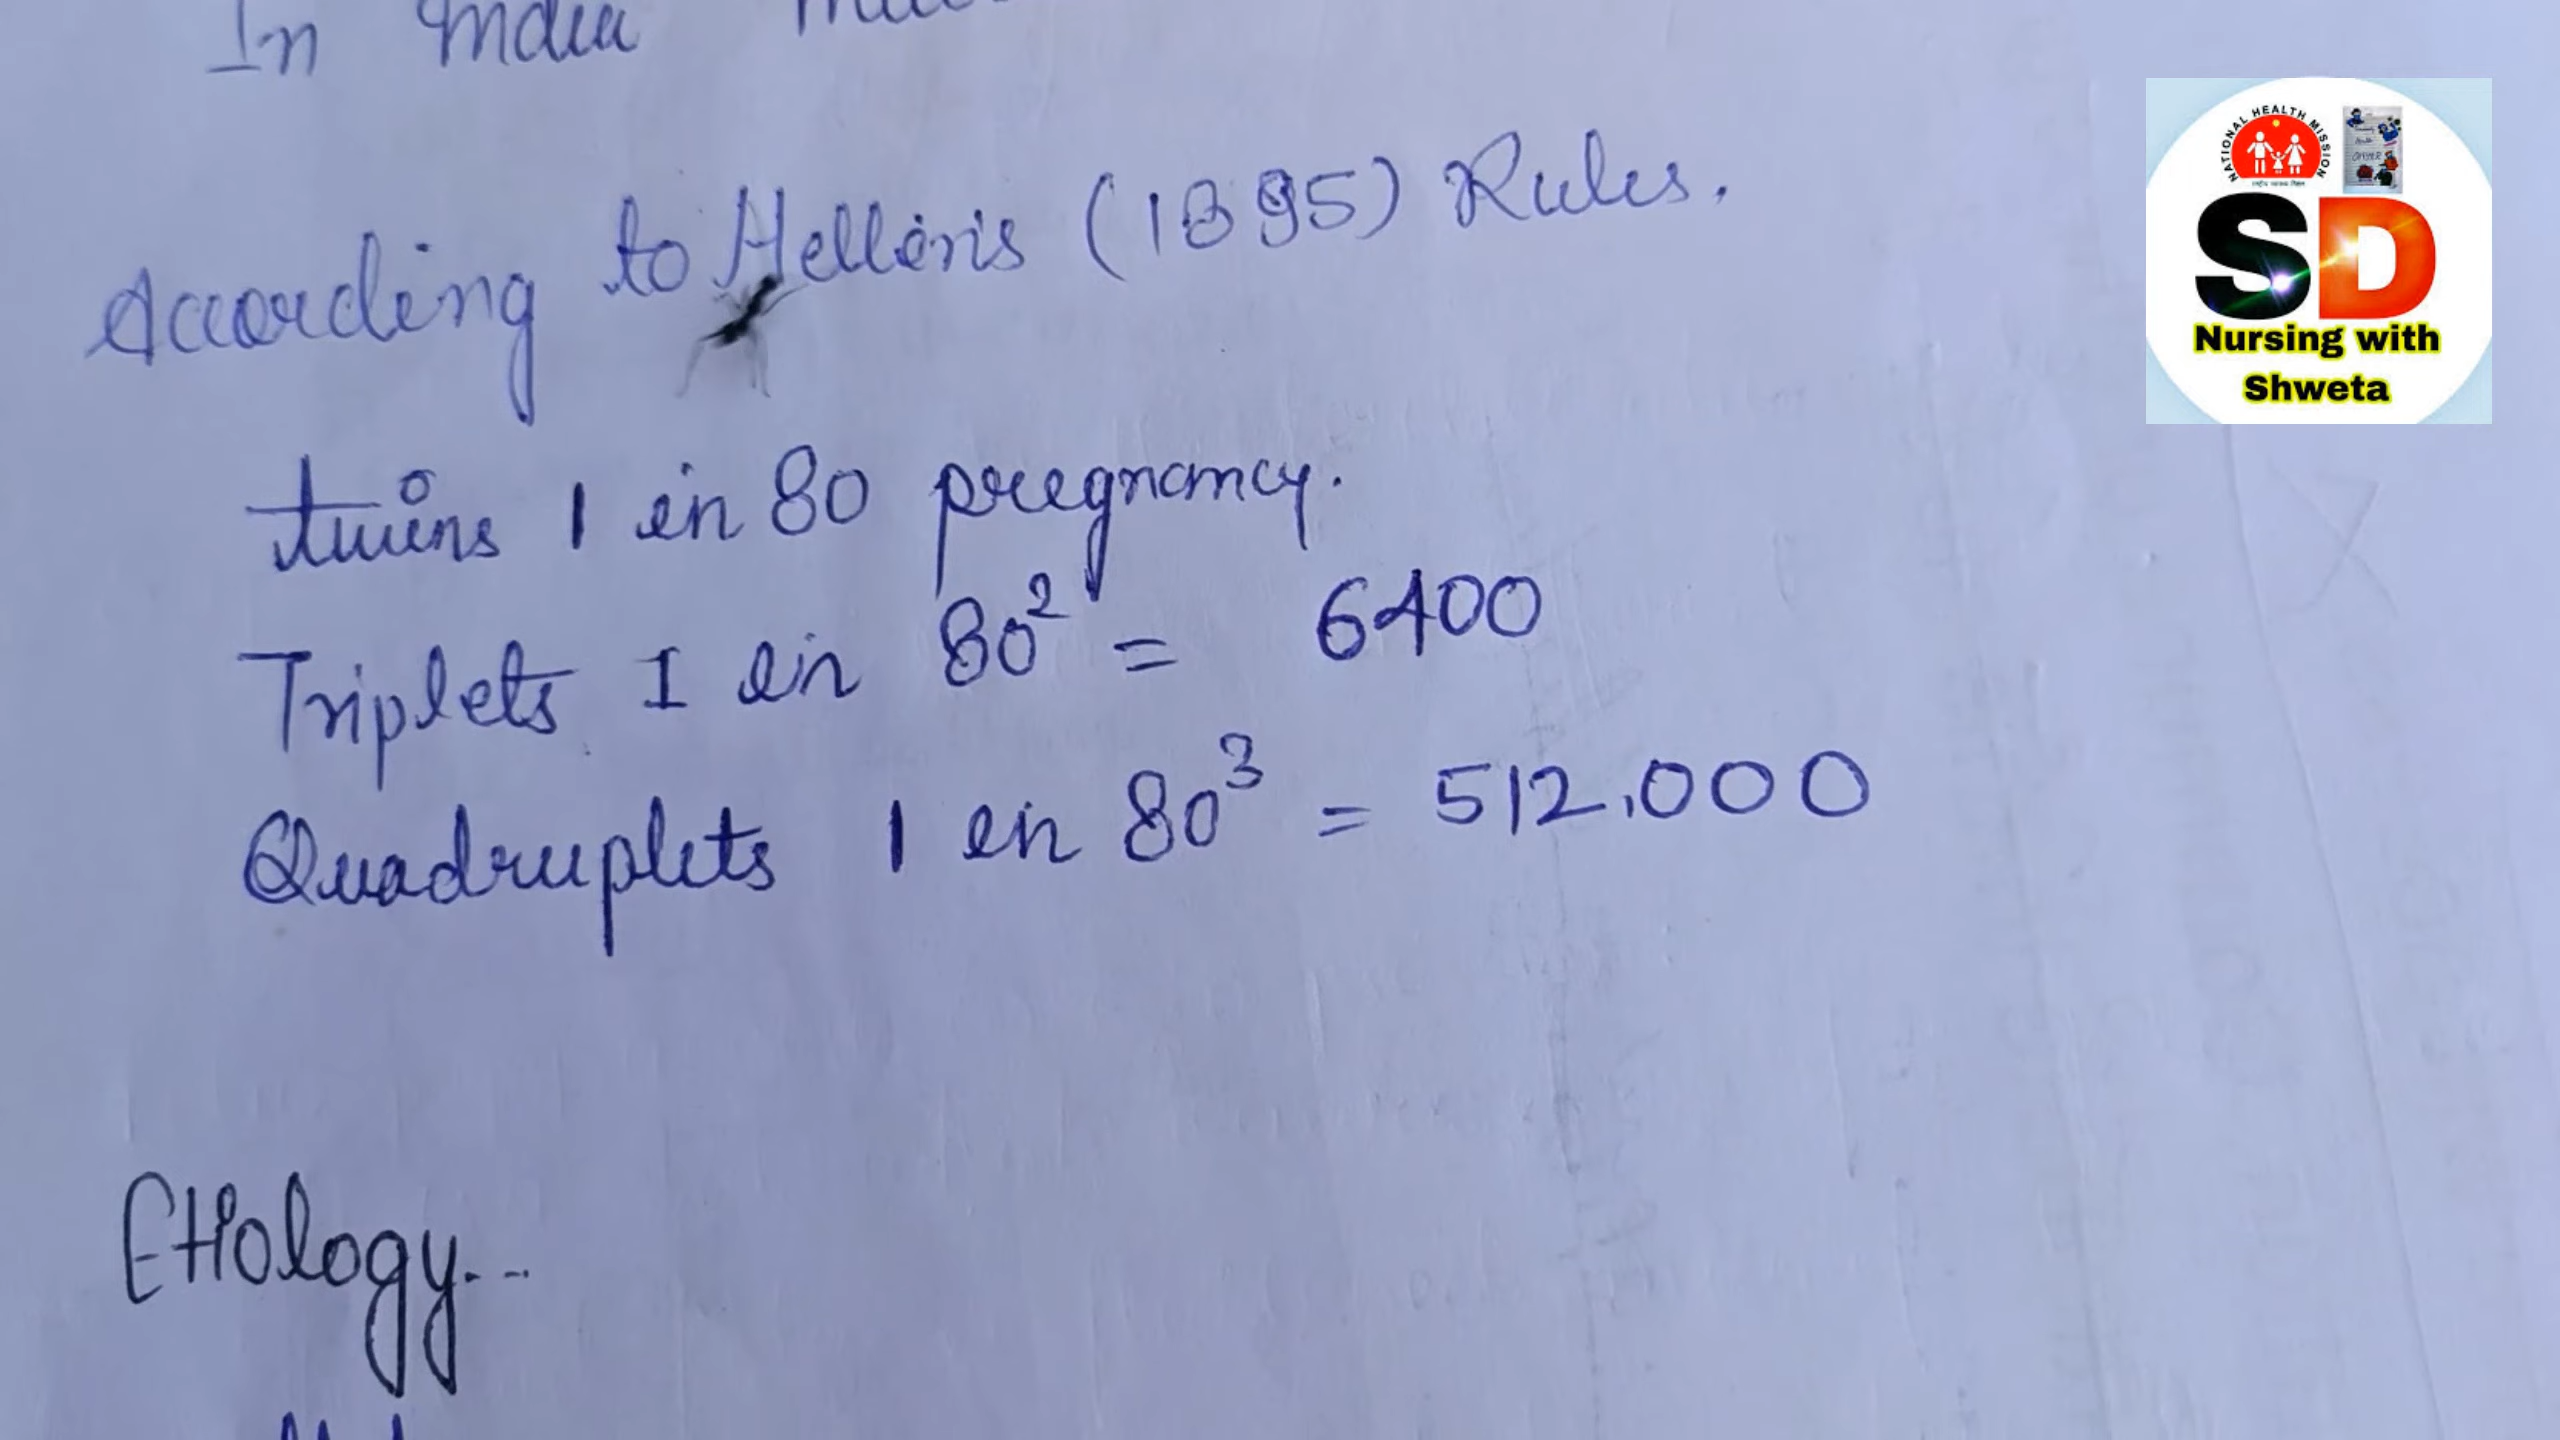 In India
According to Hellin's (1895) Rules.
twins 1 in 80 pregnancy.
Triplets 1 in 80² = 6400
Quadruplets 1 in 80³ = 512,000
Etiology...
NATIONAL HEALTH MISSION
SD
Nursing with
Shweta